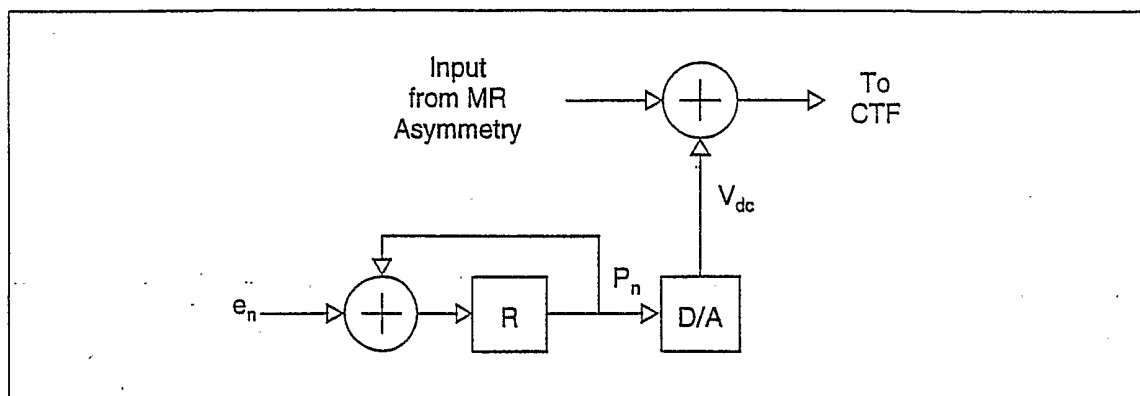 Input
from MR
Asymmetry
To
CTF
V_dc
P_n
e_n
R
D/A